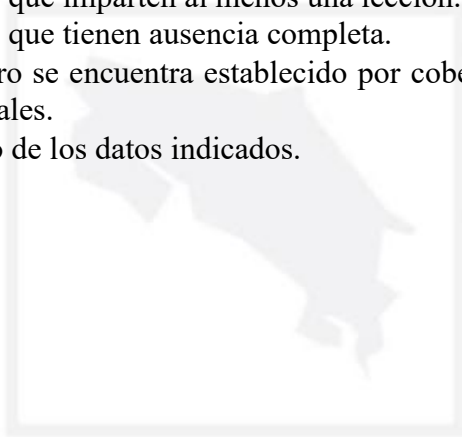 que imparten al menos una lección.
que tienen ausencia completa.
ro se encuentra establecido por cobe
ales.
o de los datos indicados.